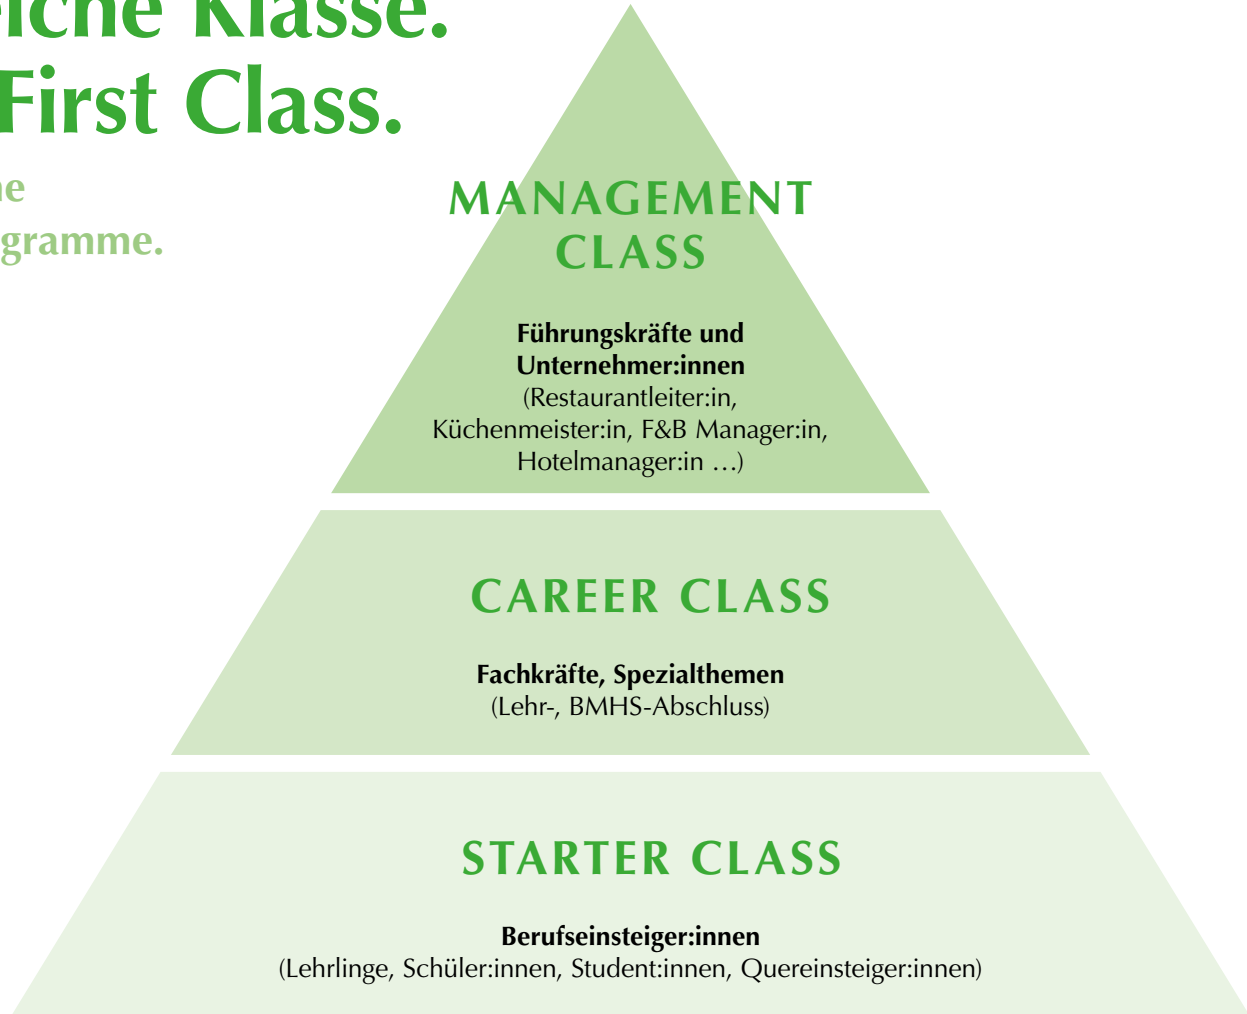 Klasse.
First Class.
MANAGEMENT
CLASS
Führungskräfte und
Unternehmer:innen
(Restaurantleiter:in,
Küchenmeister:in, F&B Manager:in,
Hotelmanager:in …)
CAREER CLASS
Fachkräfte, Spezialthemen
(Lehr-, BMHS-Abschluss)
STARTER CLASS
Berufseinsteiger:innen
(Lehrlinge, Schüler:innen, Student:innen, Quereinsteiger:innen)